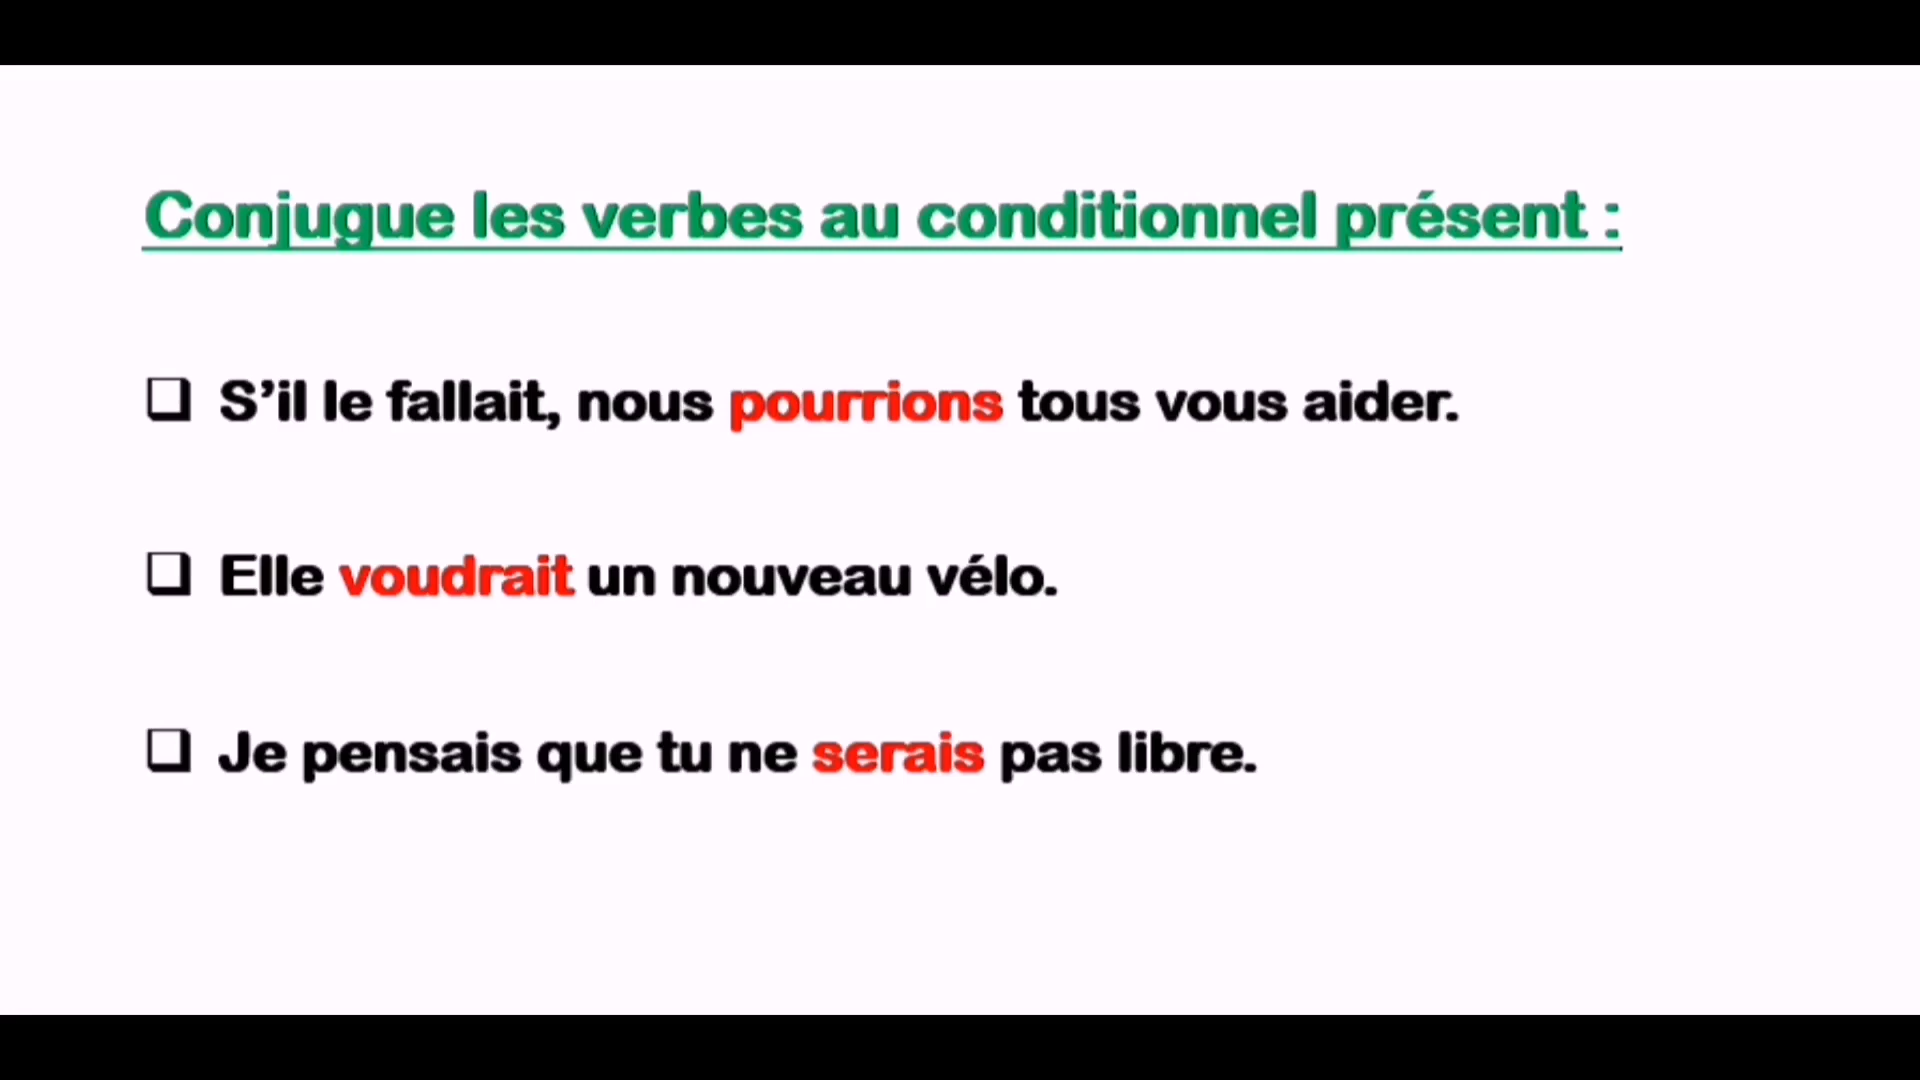 Conjugue les verbes au conditionnel présent :
S’il le fallait, nous pourrions tous vous aider.
Elle voudrait un nouveau vélo.
Je pensais que tu ne serais pas libre.